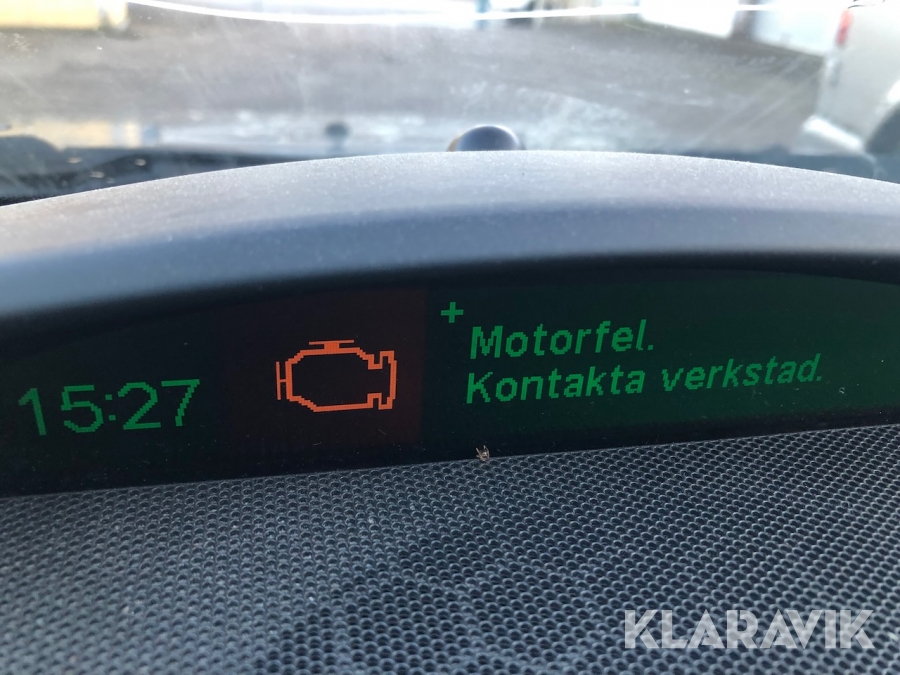 15:27
+
Motorfel.
Kontakta verkstad.
KLARAVIK